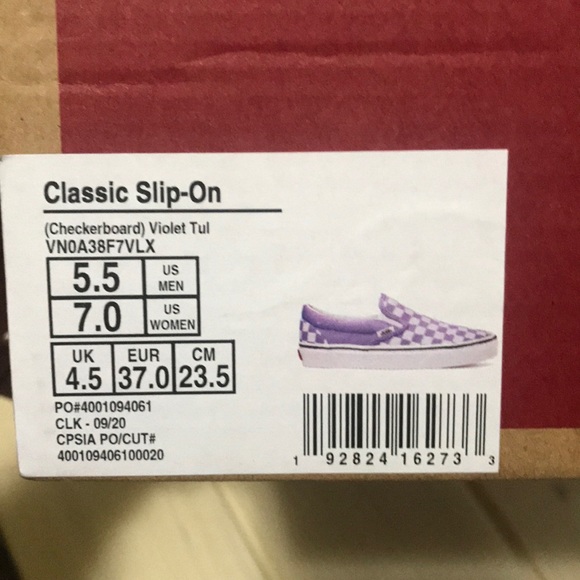 Classic Slip-On
(Checkerboard) Violet Tul
VN0A38F7VLX
5.5 US MEN
7.0 US WOMEN
UK EUR CM
4.5 37.0 23.5
PO#4001094061
CLK - 09/20
CPSIA PO/CUT#
400109406100020
1 92824 16273 3